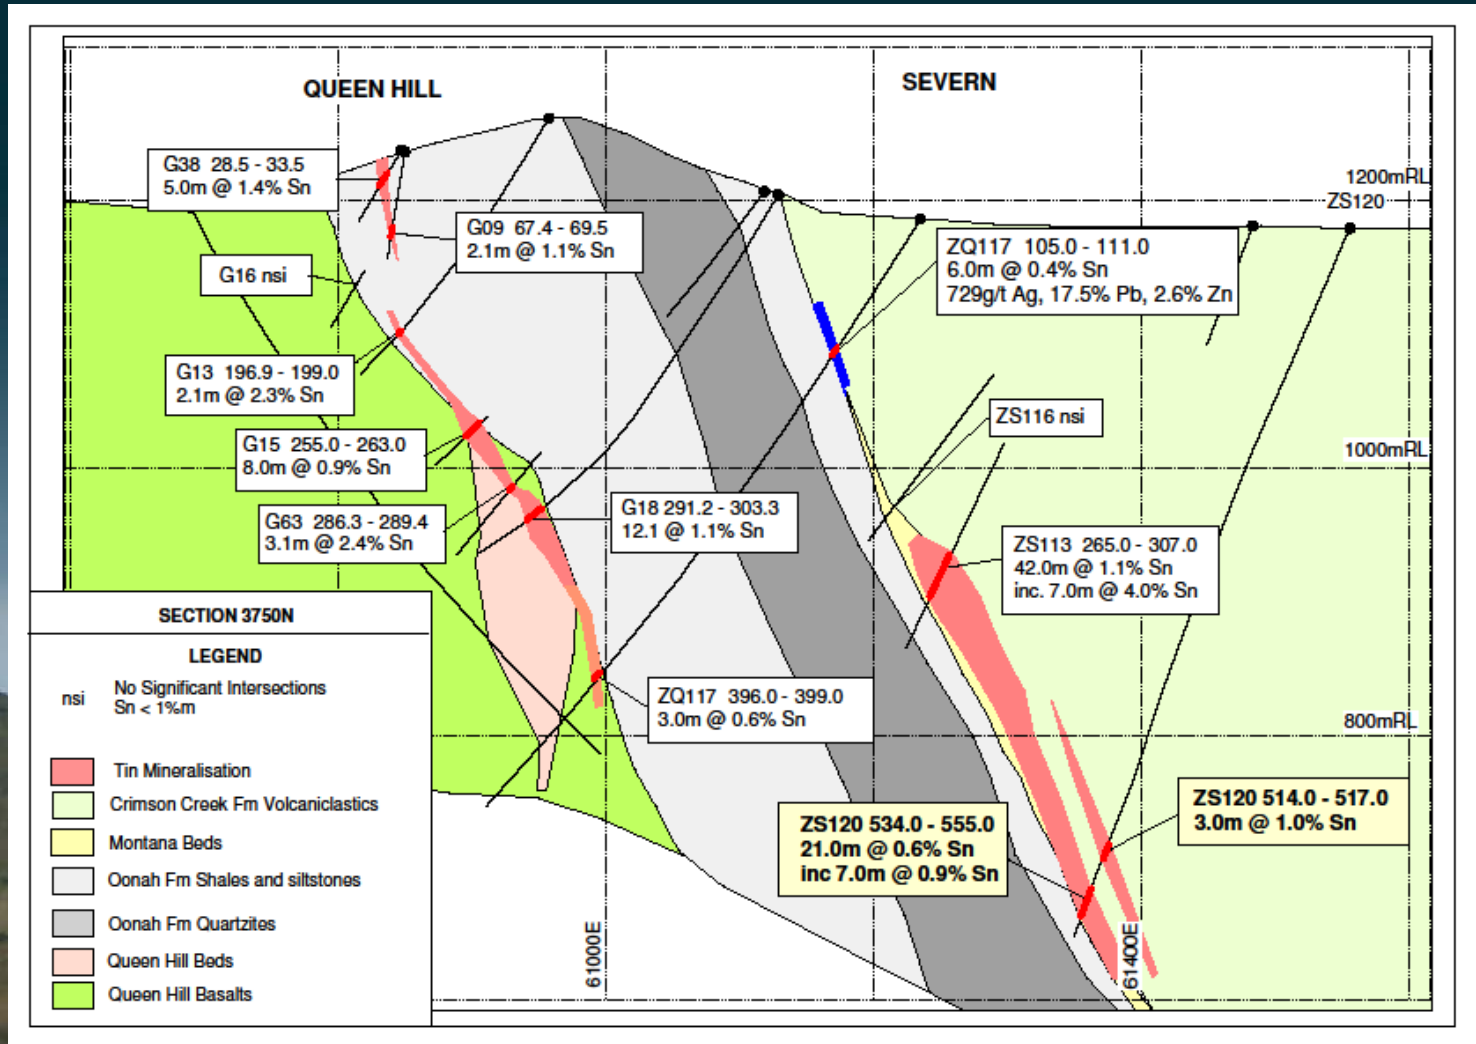 QUEEN HILL
SEVERN
G38 28.5 - 33.5
5.0m @ 1.4% Sn
1200mRL
ZS120
G09 67.4 - 69.5
2.1m @ 1.1% Sn
ZQ117 105.0 - 111.0
6.0m @ 0.4% Sn
729g/t Ag, 17.5% Pb, 2.6% Zn
G16 nsi
G13 196.9 - 199.0
2.1m @ 2.3% Sn
ZS116 nsi
G15 255.0 - 263.0
8.0m @ 0.9% Sn
1000mRL
G63 286.3 - 289.4
3.1m @ 2.4% Sn
G18 291.2 - 303.3
12.1 @ 1.1% Sn
ZS113 265.0 - 307.0
42.0m @ 1.1% Sn
inc. 7.0m @ 4.0% Sn
ZQ117 396.0 - 399.0
3.0m @ 0.6% Sn
800mRL
ZS120 534.0 - 555.0
21.0m @ 0.6% Sn
inc 7.0m @ 0.9% Sn
ZS120 514.0 - 517.0
3.0m @ 1.0% Sn
61000E
61400E
SECTION 3750N
LEGEND
nsi No Significant Intersections
Sn < 1%m
Tin Mineralisation
Crimson Creek Fm Volcaniclastics
Montana Beds
Oonah Fm Shales and siltstones
Oonah Fm Quartzites
Queen Hill Beds
Queen Hill Basalts